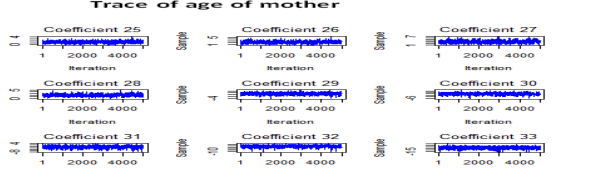 Trace of age of mother
Coefficient 25 Coefficient 26 Coefficient 27
0 4 Sample 1 5 Sample 1 7
1 2000 4000 1 2000 4000 1 2000 4000
Iteration Iteration Iteration
Coefficient 28 Coefficient 29 Coefficient 30
0 5 Sample -4 Sample -6
1 2000 4000 1 2000 4000 1 2000 4000
Iteration Iteration Iteration
Coefficient 31 Coefficient 32 Coefficient 33
-8 4 Sample -10 Sample -15
1 2000 4000 1 2000 4000 1 2000 4000